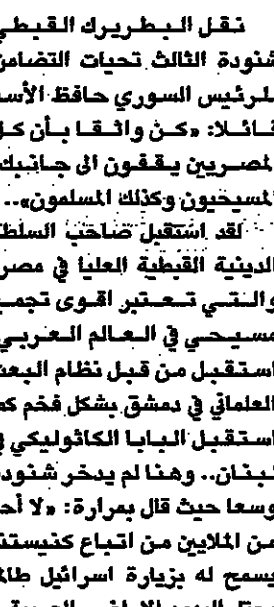 نقل البطريرك القبطي
شنودة الثالث تحيات التضامن
للرئيس السوري حافظ الأسد
قائلا: «كن واثقا بأن كل
المصريين يقفون الى جانبك
المسيحيون وكذلك المسلمون»..
لقد استقبل صاحب السلطة
الدينية القبطية العليا في مصر
والتي تعتبر اقوى تجمع
مسيحي في العالم العربي
استقبل من قبل نظام البعث
العلماني في دمشق بشكل فخم كما
استقبل البابا الكاثوليكي في
لبنان.. وهنا لم يدخر شنودة
وسعا حيث قال بمرارة: «لا أحد
من الملايين من اتباع كنيستنا
يسمح له بزيارة اسرائيل طالما